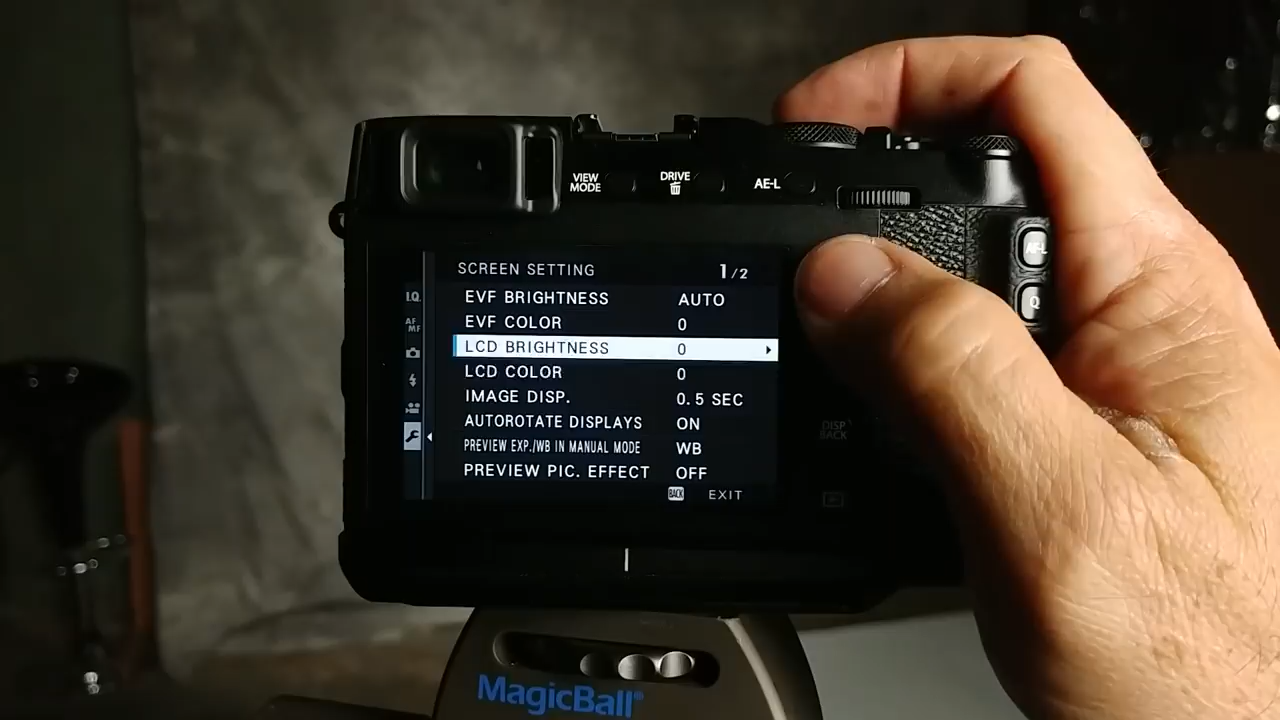 VIEW MODE
DRIVE
AE-L
AF-L
Q
SCREEN SETTING 1/2
I.Q.
AF MF
EVF BRIGHTNESS AUTO
EVF COLOR 0
LCD BRIGHTNESS 0
LCD COLOR 0
IMAGE DISP. 0.5 SEC
AUTOROTATE DISPLAYS ON
PREVIEW EXP./WB IN MANUAL MODE WB
PREVIEW PIC. EFFECT OFF
BACK EXIT
DISP
BACK
MagicBall®